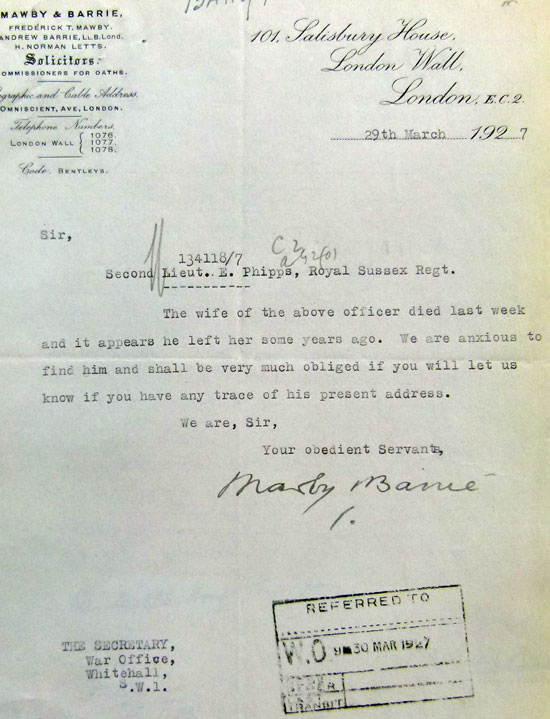 MAWBY & BARRIE,
FREDERICK T. MAWBY.
ANDREW BARRIE, L.L.B. Lond.
H. NORMAN LETTS.
Solicitors.
COMMISSIONERS FOR OATHS.
and Cable Address.
OMNISCIENT, AVE, LONDON.
Telephone Numbers
LONDON WALL { 1076. 1077. 1078.
Code. BENTLEYS.
101, Salisbury House,
London Wall,
London, E.C.2.
29th March 1927
Sir,
134118/7
Second Lieut. E. Phipps, Royal Sussex Regt.
The wife of the above officer died last week
and it appears he left her some years ago. We are anxious to
find him and shall be very much obliged if you will let us
know if you have any trace of his present address.
We are, Sir,
Your obedient Servants,
Mawby Barrie
REFERRED TO
W.O 30 MAR 1927
TRANSIT
THE SECRETARY,
War Office,
Whitehall,
S.W.1.